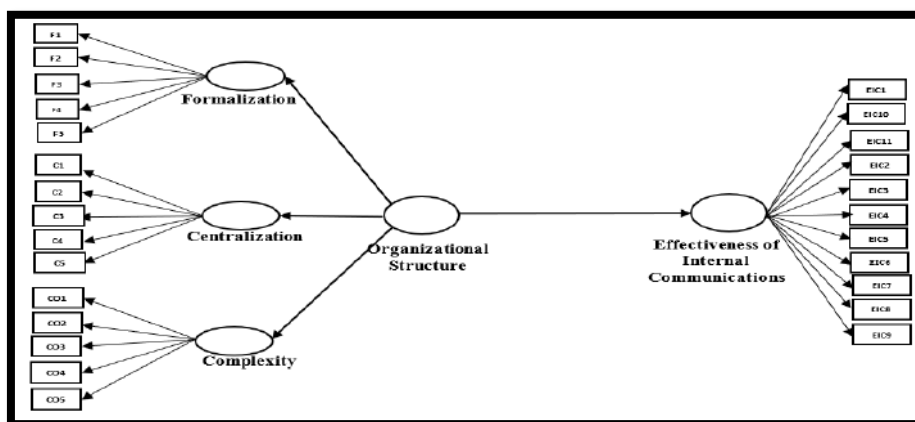 F1
F2
F3
F4
F5
Formalization
C1
C2
C3
C4
C5
Centralization
CO1
CO2
CO3
CO4
CO5
Complexity
Organizational
Structure
Effectiveness of
Internal
Communications
EIC1
EIC10
EIC11
EIC2
EIC3
EIC4
EIC5
EIC6
EIC7
EIC8
EIC9